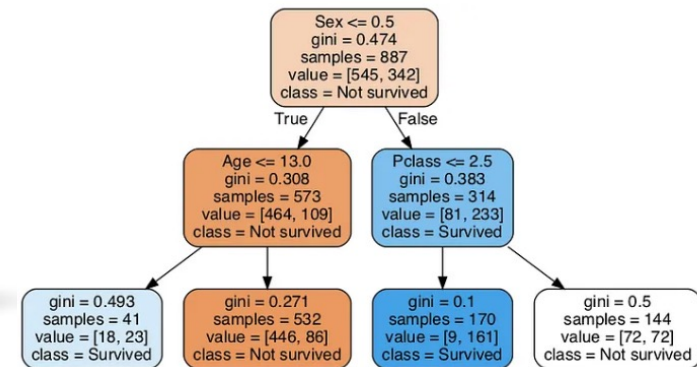 Sex <= 0.5
gini = 0.474
samples = 887
value = [545, 342]
class = Not survived
True
False
Age <= 13.0
gini = 0.308
samples = 573
value = [464, 109]
class = Not survived
Pclass <= 2.5
gini = 0.383
samples = 314
value = [81, 233]
class = Survived
gini = 0.493
samples = 41
value = [18, 23]
class = Survived
gini = 0.271
samples = 532
value = [446, 86]
class = Not survived
gini = 0.1
samples = 170
value = [9, 161]
class = Survived
gini = 0.5
samples = 144
value = [72, 72]
class = Not survived